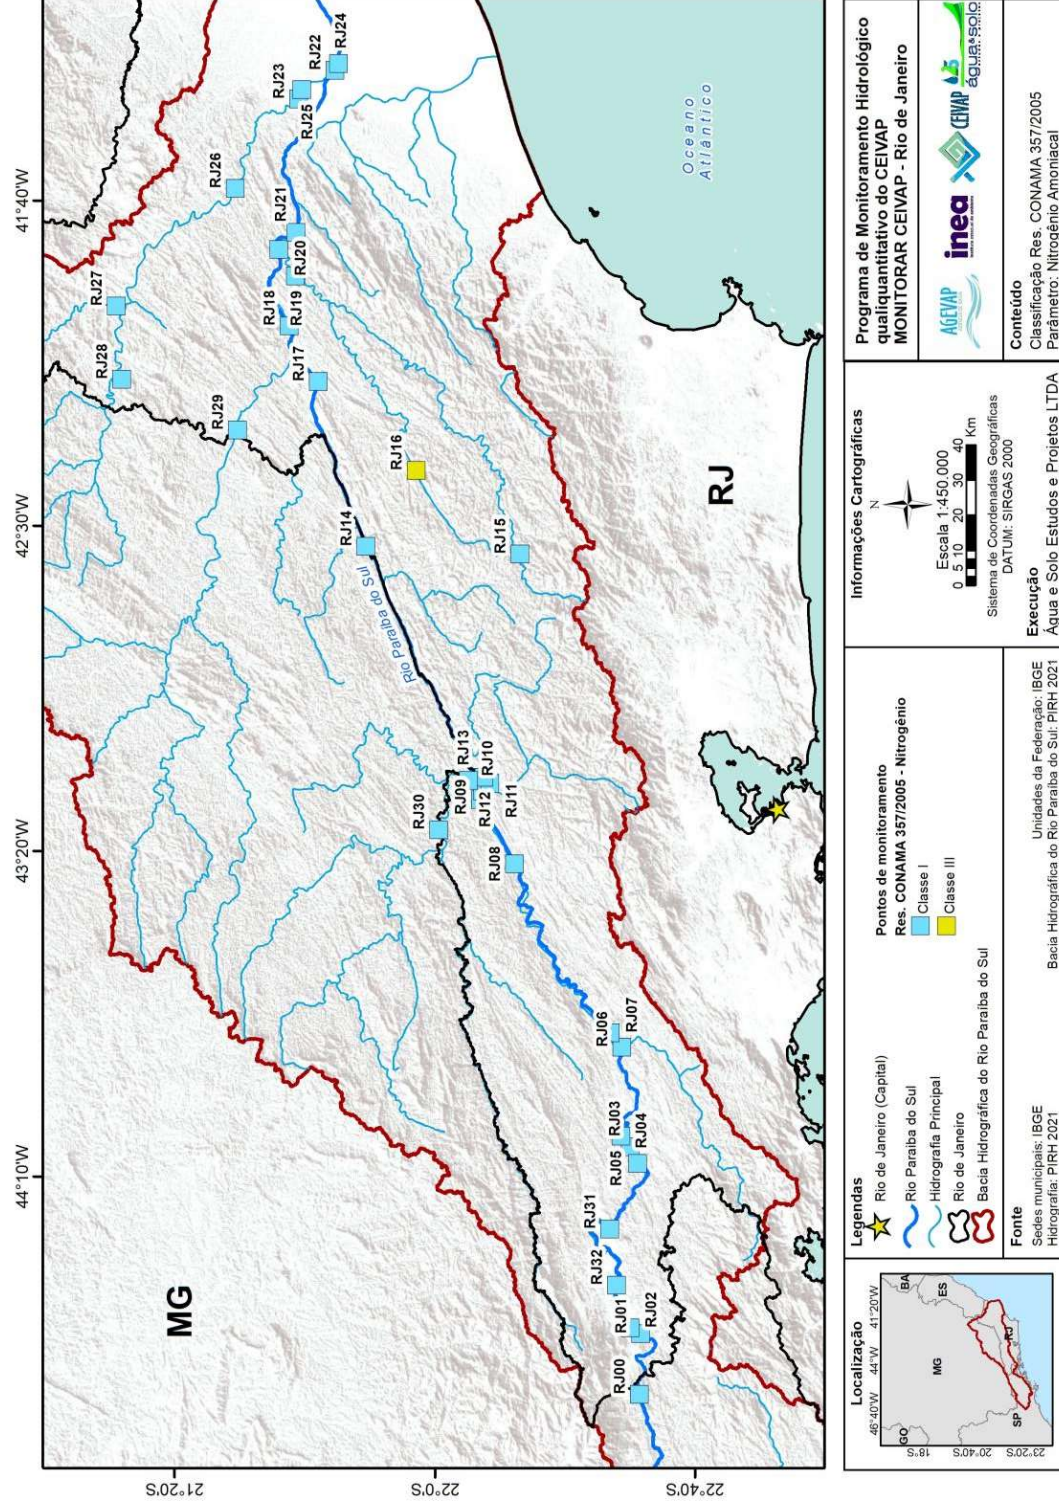 44°10'W
43°20'W
42°30'W
41°40'W
21°20'S
22°0'S
22°40'S
MG
RJ
Rio Paraíba do Sul
Oceano
Atlântico
RJ00
RJ01
RJ02
RJ32
RJ31
RJ05
RJ03
RJ04
RJ06
RJ07
RJ08
RJ30
RJ09
RJ13
RJ10
RJ12
RJ11
RJ14
RJ15
RJ16
RJ29
RJ17
RJ28
RJ27
RJ18
RJ19
RJ20
RJ21
RJ26
RJ25
RJ23
RJ22
RJ24
Localização
46°40'W
44°W
41°20'W
18°S
20°40'S
23°20'S
GO
MG
BA
ES
RJ
SP
Legendas
Rio de Janeiro (Capital)
Rio Paraíba do Sul
Hidrografia Principal
Rio de Janeiro
Bacia Hidrográfica do Rio Paraíba do Sul
Pontos de monitoramento
Res. CONAMA 357/2005 - Nitrogênio
Classe I
Classe III
Fonte
Sedes municipais: IBGE
Hidrografia: PIRH 2021
Unidades da Federação: IBGE
Bacia Hidrográfica do Rio Paraíba do Sul: PIRH 2021
Informações Cartográficas
N
Escala 1:450.000
0 5 10 20 30 40
Km
Sistema de Coordenadas Geográficas
DATUM: SIRGAS 2000
Execução
Água e Solo Estudos e Projetos LTDA
Programa de Monitoramento Hidrológico
qualiquantitativo do CEIVAP
MONITORAR CEIVAP - Rio de Janeiro
AGEVAP
inea
CEIVAP
água&solo
Conteúdo
Classificação Res. CONAMA 357/2005
Parâmetro: Nitrogênio Amoniacal